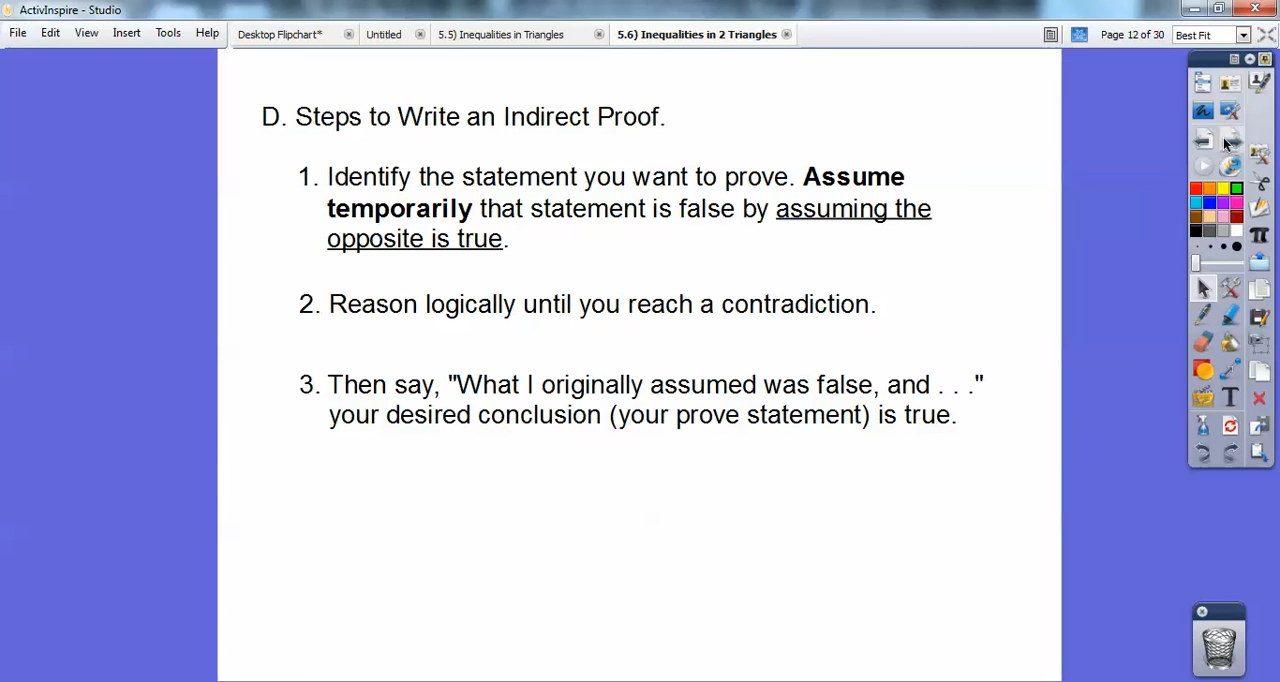 ActivInspire - Studio
File Edit View Insert Tools Help Desktop Flipchart* Untitled 5.5) Inequalities in Triangles 5.6) Inequalities in 2 Triangles Page 12 of 30 Best Fit
D. Steps to Write an Indirect Proof.
1. Identify the statement you want to prove. Assume
temporarily that statement is false by assuming the
opposite is true.
2. Reason logically until you reach a contradiction.
3. Then say, "What I originally assumed was false, and . . ."
your desired conclusion (your prove statement) is true.